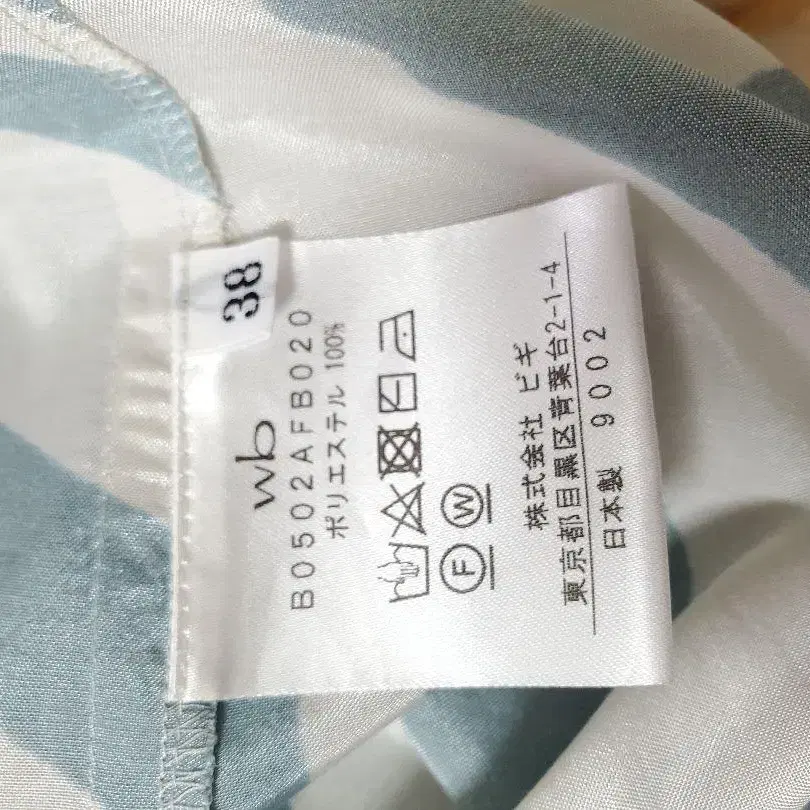 38
wb
B0502AFB020
ポリエステル 100%
F W
株式会社 ビギ
東京都目黒区青葉台2-1-4
日本製 9002